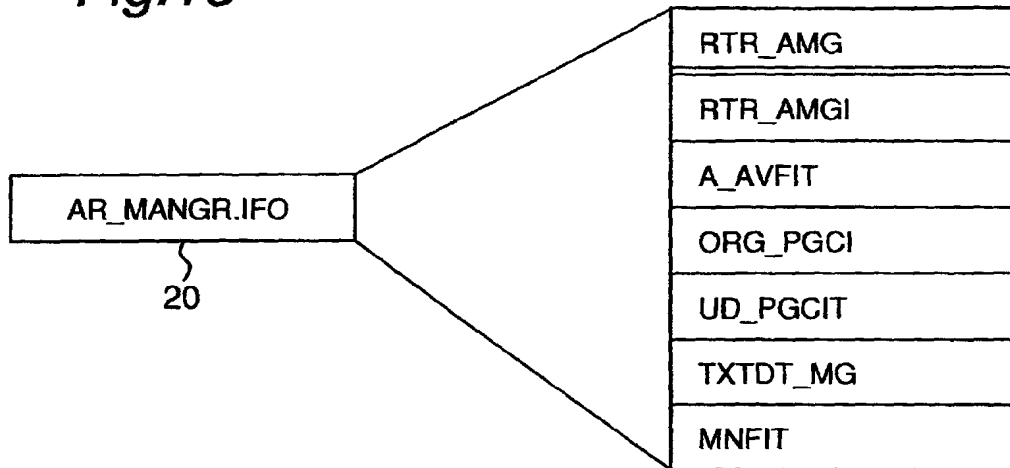 RTR_AMG
RTR_AMGI
A_AVFIT
AR_MANGR.IFO
ORG_PGCI
20
UD_PGCIT
TXTDT_MG
MNFIT